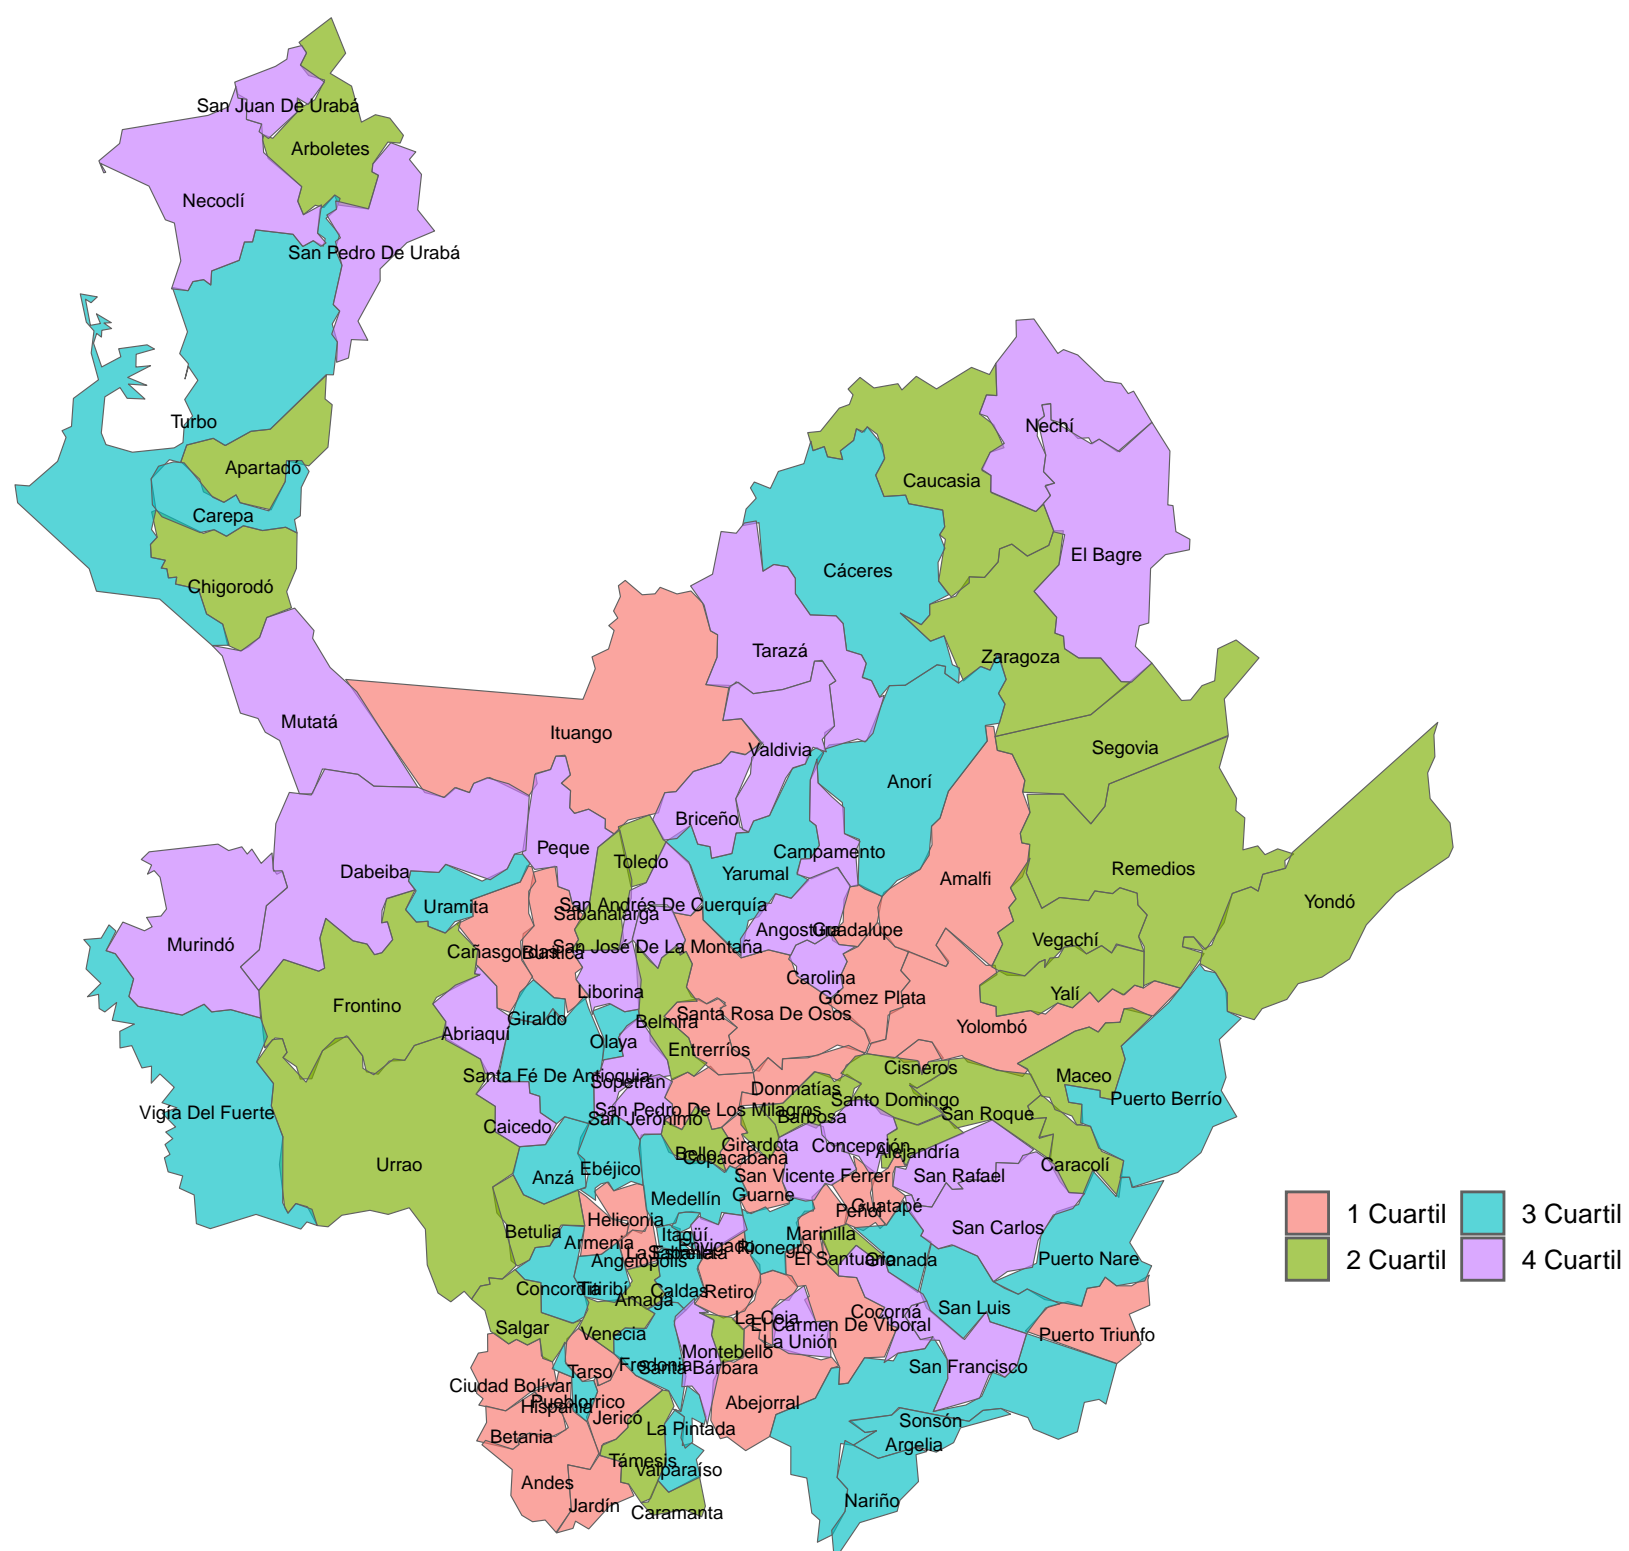 San Juan De Urabá
Arboletes
Necoclí
San Pedro De Urabá
Turbo
Nechí
Apartadó
Caucasia
Carepa
El Bagre
Cáceres
Chigorodó
Tarazá
Zaragoza
Mutatá
Ituango
Valdivia
Segovia
Anorí
Briceño
Peque
Campamento
Toledo
Dabeiba
Yarumal
Remedios
Amalfi
Yondó
Uramita
San Andrés De Cuerquía
Sabanalarga
Angostura
Guadalupe
Vegachí
Murindó
San José De La Montaña
Cañasgordas
Buriticá
Carolina
Liborina
Yalí
Gómez Plata
Frontino
Santa Rosa De Osos
Giraldo
Belmira
Yolombó
Abriaquí
Olaya
Entrerríos
Cisneros
Santa Fé De Antioquia
Maceo
Sopetrán
Donmatías
Santo Domingo
Puerto Berrío
Vigía Del Fuerte
San Pedro De Los Milagros
San Roque
San Jerónimo
Barbosa
Caicedo
Girardota
Concepción
Bello
Alejandría
Copacabana
Urrao
Caracolí
Ebéjico
Anzá
San Vicente Ferrer
San Rafael
Guarne
Medellín
Guatapé
Peñol
1 Cuartil
3 Cuartil
Heliconia
San Carlos
Betulia
Itagüí
Marinilla
Armenia
Envigado
Rionegro
La Estrella
Sabaneta
El Santuario
Granada
Puerto Nare
2 Cuartil
4 Cuartil
Angelópolis
Concordia
Titiribí
Caldas
Retiro
Amagá
San Luis
Cocorná
La Ceja
El Carmen De Viboral
Salgar
Venecia
Puerto Triunfo
La Unión
Montebello
Fredonia
Santa Bárbara
San Francisco
Tarso
Ciudad Bolívar
Pueblorrico
Abejorral
Hispania
Jericó
Sonsón
La Pintada
Betania
Argelia
Támesis
Valparaíso
Andes
Nariño
Jardín
Caramanta